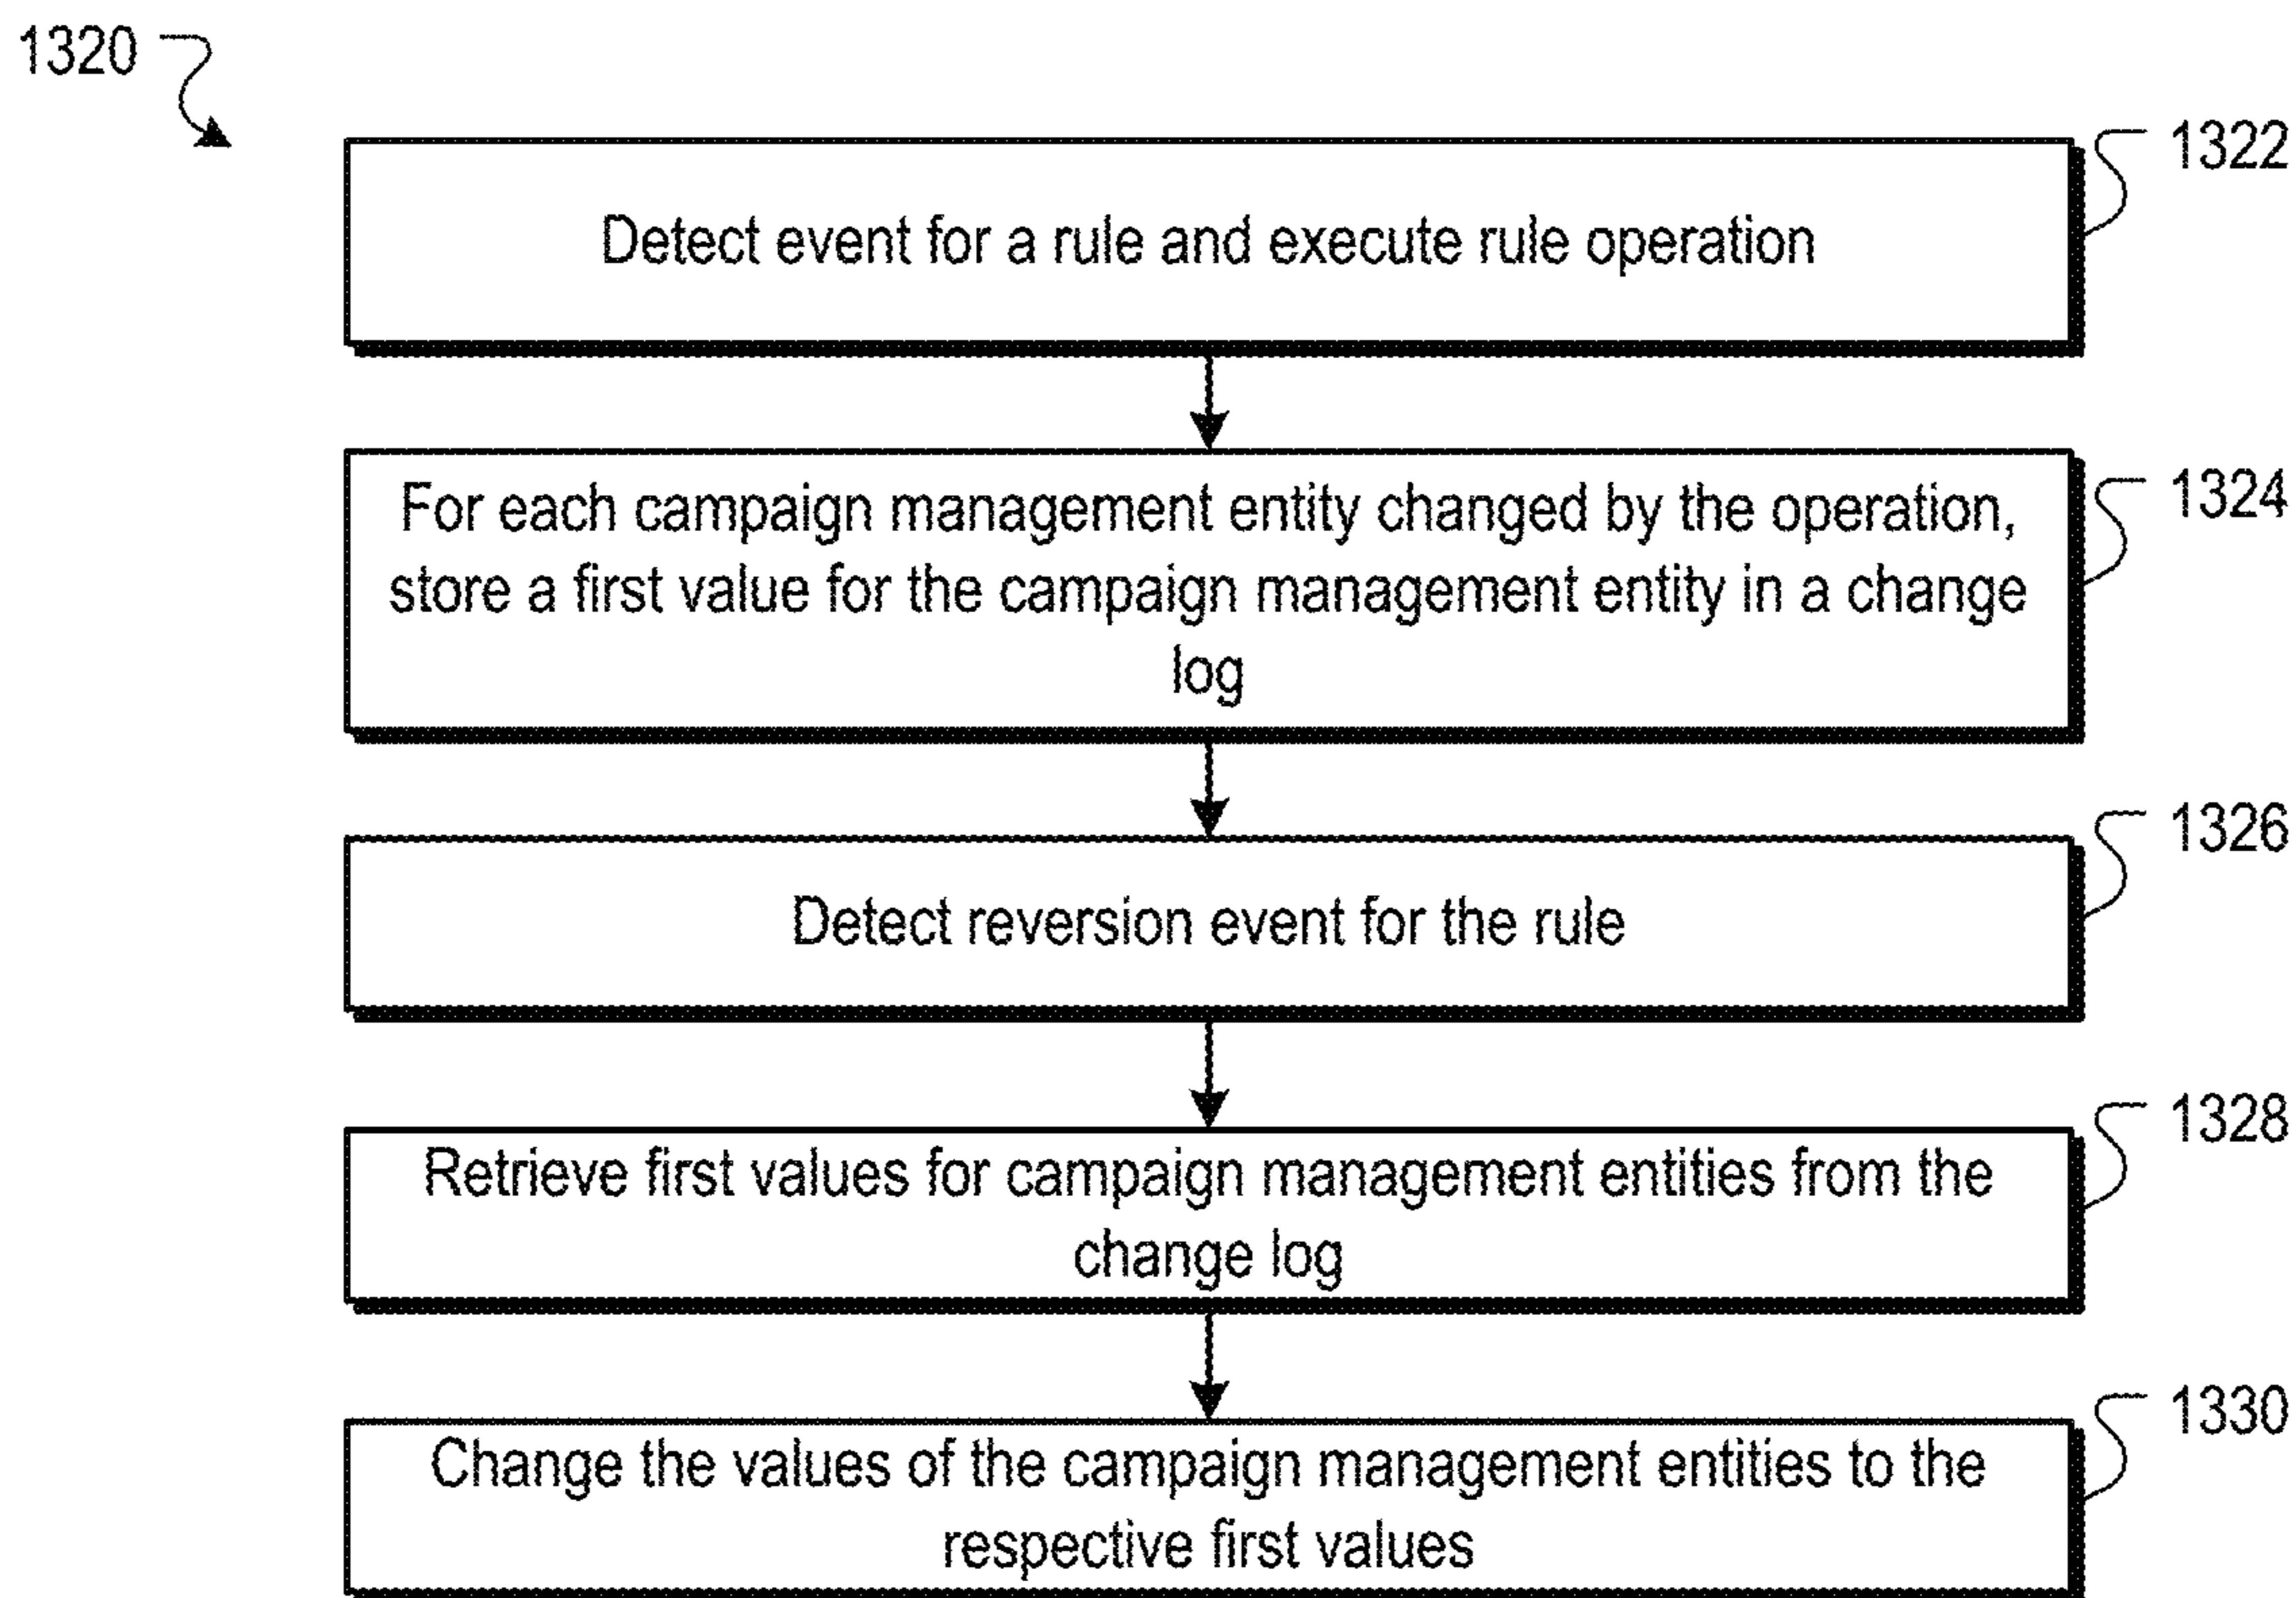 1320
1322
Detect event for a rule and execute rule operation
1324
For each campaign management entity changed by the operation,
store a first value for the campaign management entity in a change
log
1326
Detect reversion event for the rule
1328
Retrieve first values for campaign management entities from the
change log
1330
Change the values of the campaign management entities to the
respective first values